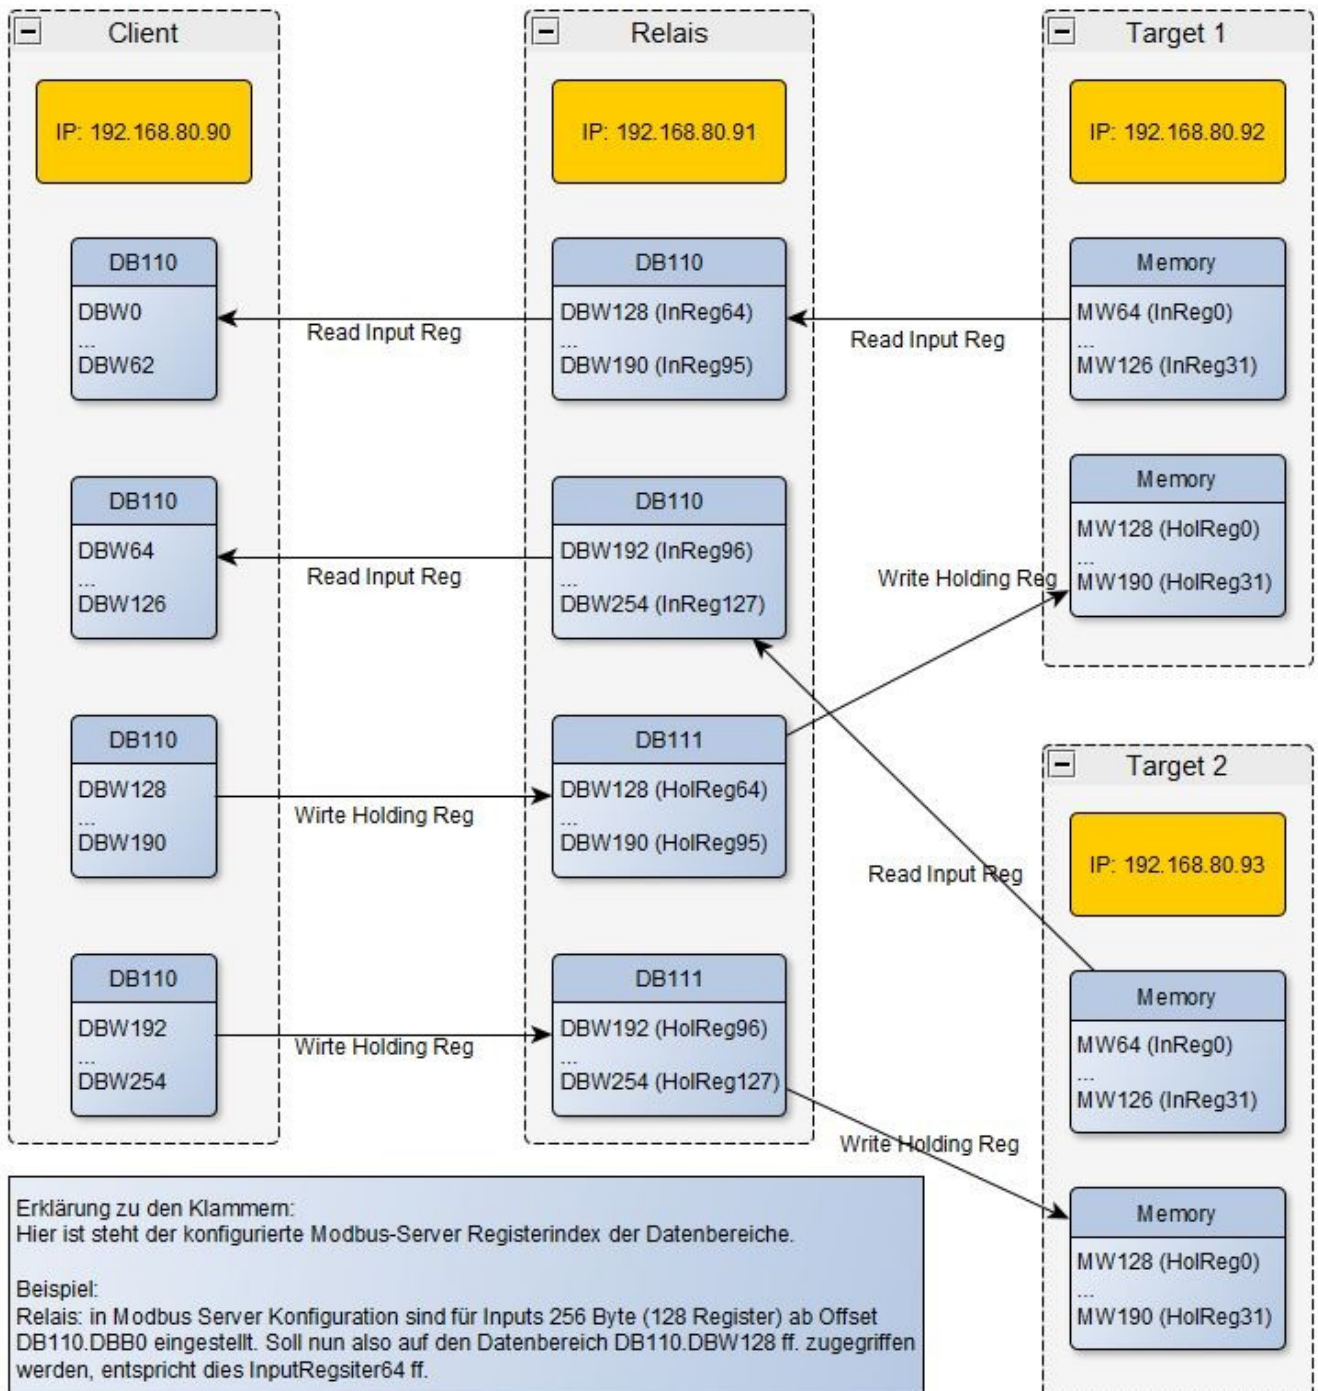 Client
IP: 192.168.80.90
DB110
DBW0
...
DBW62
DB110
DBW64
...
DBW126
DB110
DBW128
...
DBW190
DB110
DBW192
...
DBW254
Read Input Reg
Read Input Reg
Wirte Holding Reg
Wirte Holding Reg
Relais
IP: 192.168.80.91
DB110
DBW128 (InReg64)
...
DBW190 (InReg95)
DB110
DBW192 (InReg96)
...
DBW254 (InReg127)
DB111
DBW128 (HolReg64)
...
DBW190 (HolReg95)
DB111
DBW192 (HolReg96)
...
DBW254 (HolReg127)
Read Input Reg
Write Holding Reg
Read Input Reg
Write Holding Reg
Target 1
IP: 192.168.80.92
Memory
MW64 (InReg0)
...
MW126 (InReg31)
Memory
MW128 (HolReg0)
...
MW190 (HolReg31)
Target 2
IP: 192.168.80.93
Memory
MW64 (InReg0)
...
MW126 (InReg31)
Memory
MW128 (HolReg0)
...
MW190 (HolReg31)
Erklärung zu den Klammern:
Hier ist steht der konfigurierte Modbus-Server Registerindex der Datenbereiche.
Beispiel:
Relais: in Modbus Server Konfiguration sind für Inputs 256 Byte (128 Register) ab Offset
DB110.DBB0 eingestellt. Soll nun also auf den Datenbereich DB110.DBW128 ff. zugegriffen
werden, entspricht dies InputRegsiter64 ff.